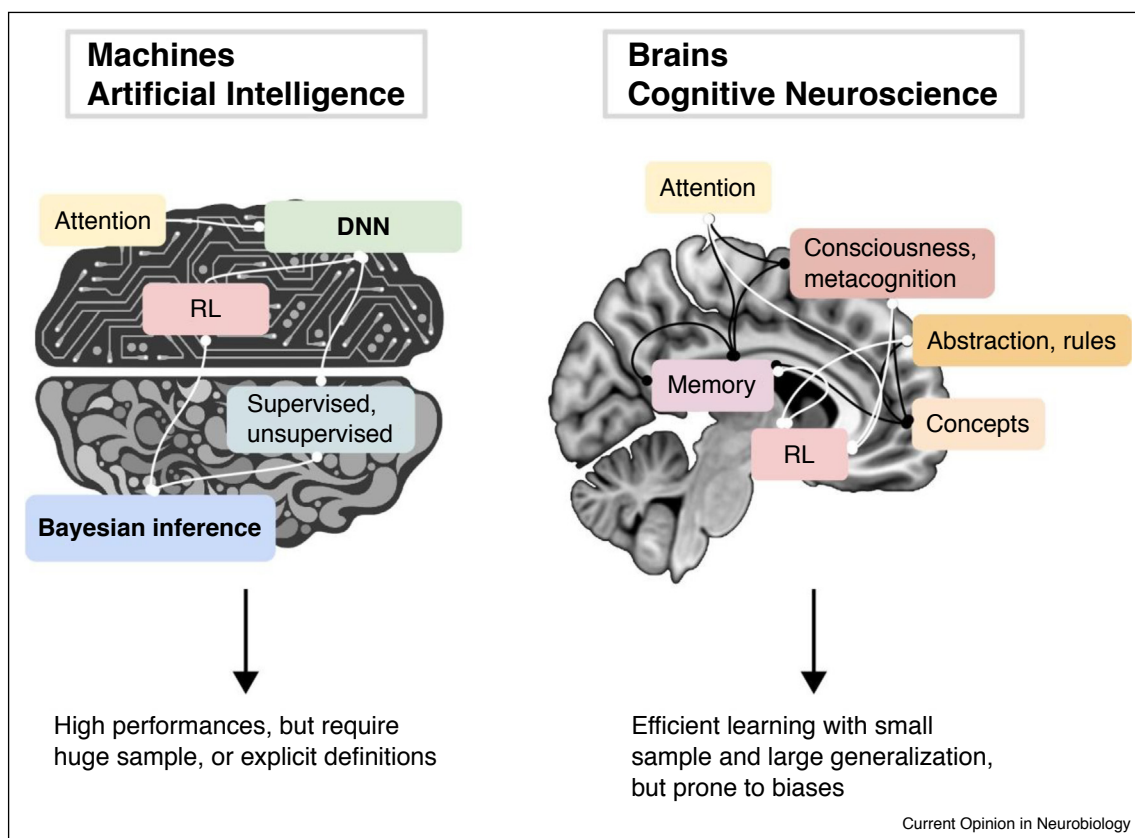 Machines
Artificial Intelligence
Attention
DNN
RL
Supervised,
unsupervised
Bayesian inference
High performances, but require
huge sample, or explicit definitions
Brains
Cognitive Neuroscience
Attention
Consciousness,
metacognition
Abstraction, rules
Memory
Concepts
RL
Efficient learning with small
sample and large generalization,
but prone to biases
Current Opinion in Neurobiology